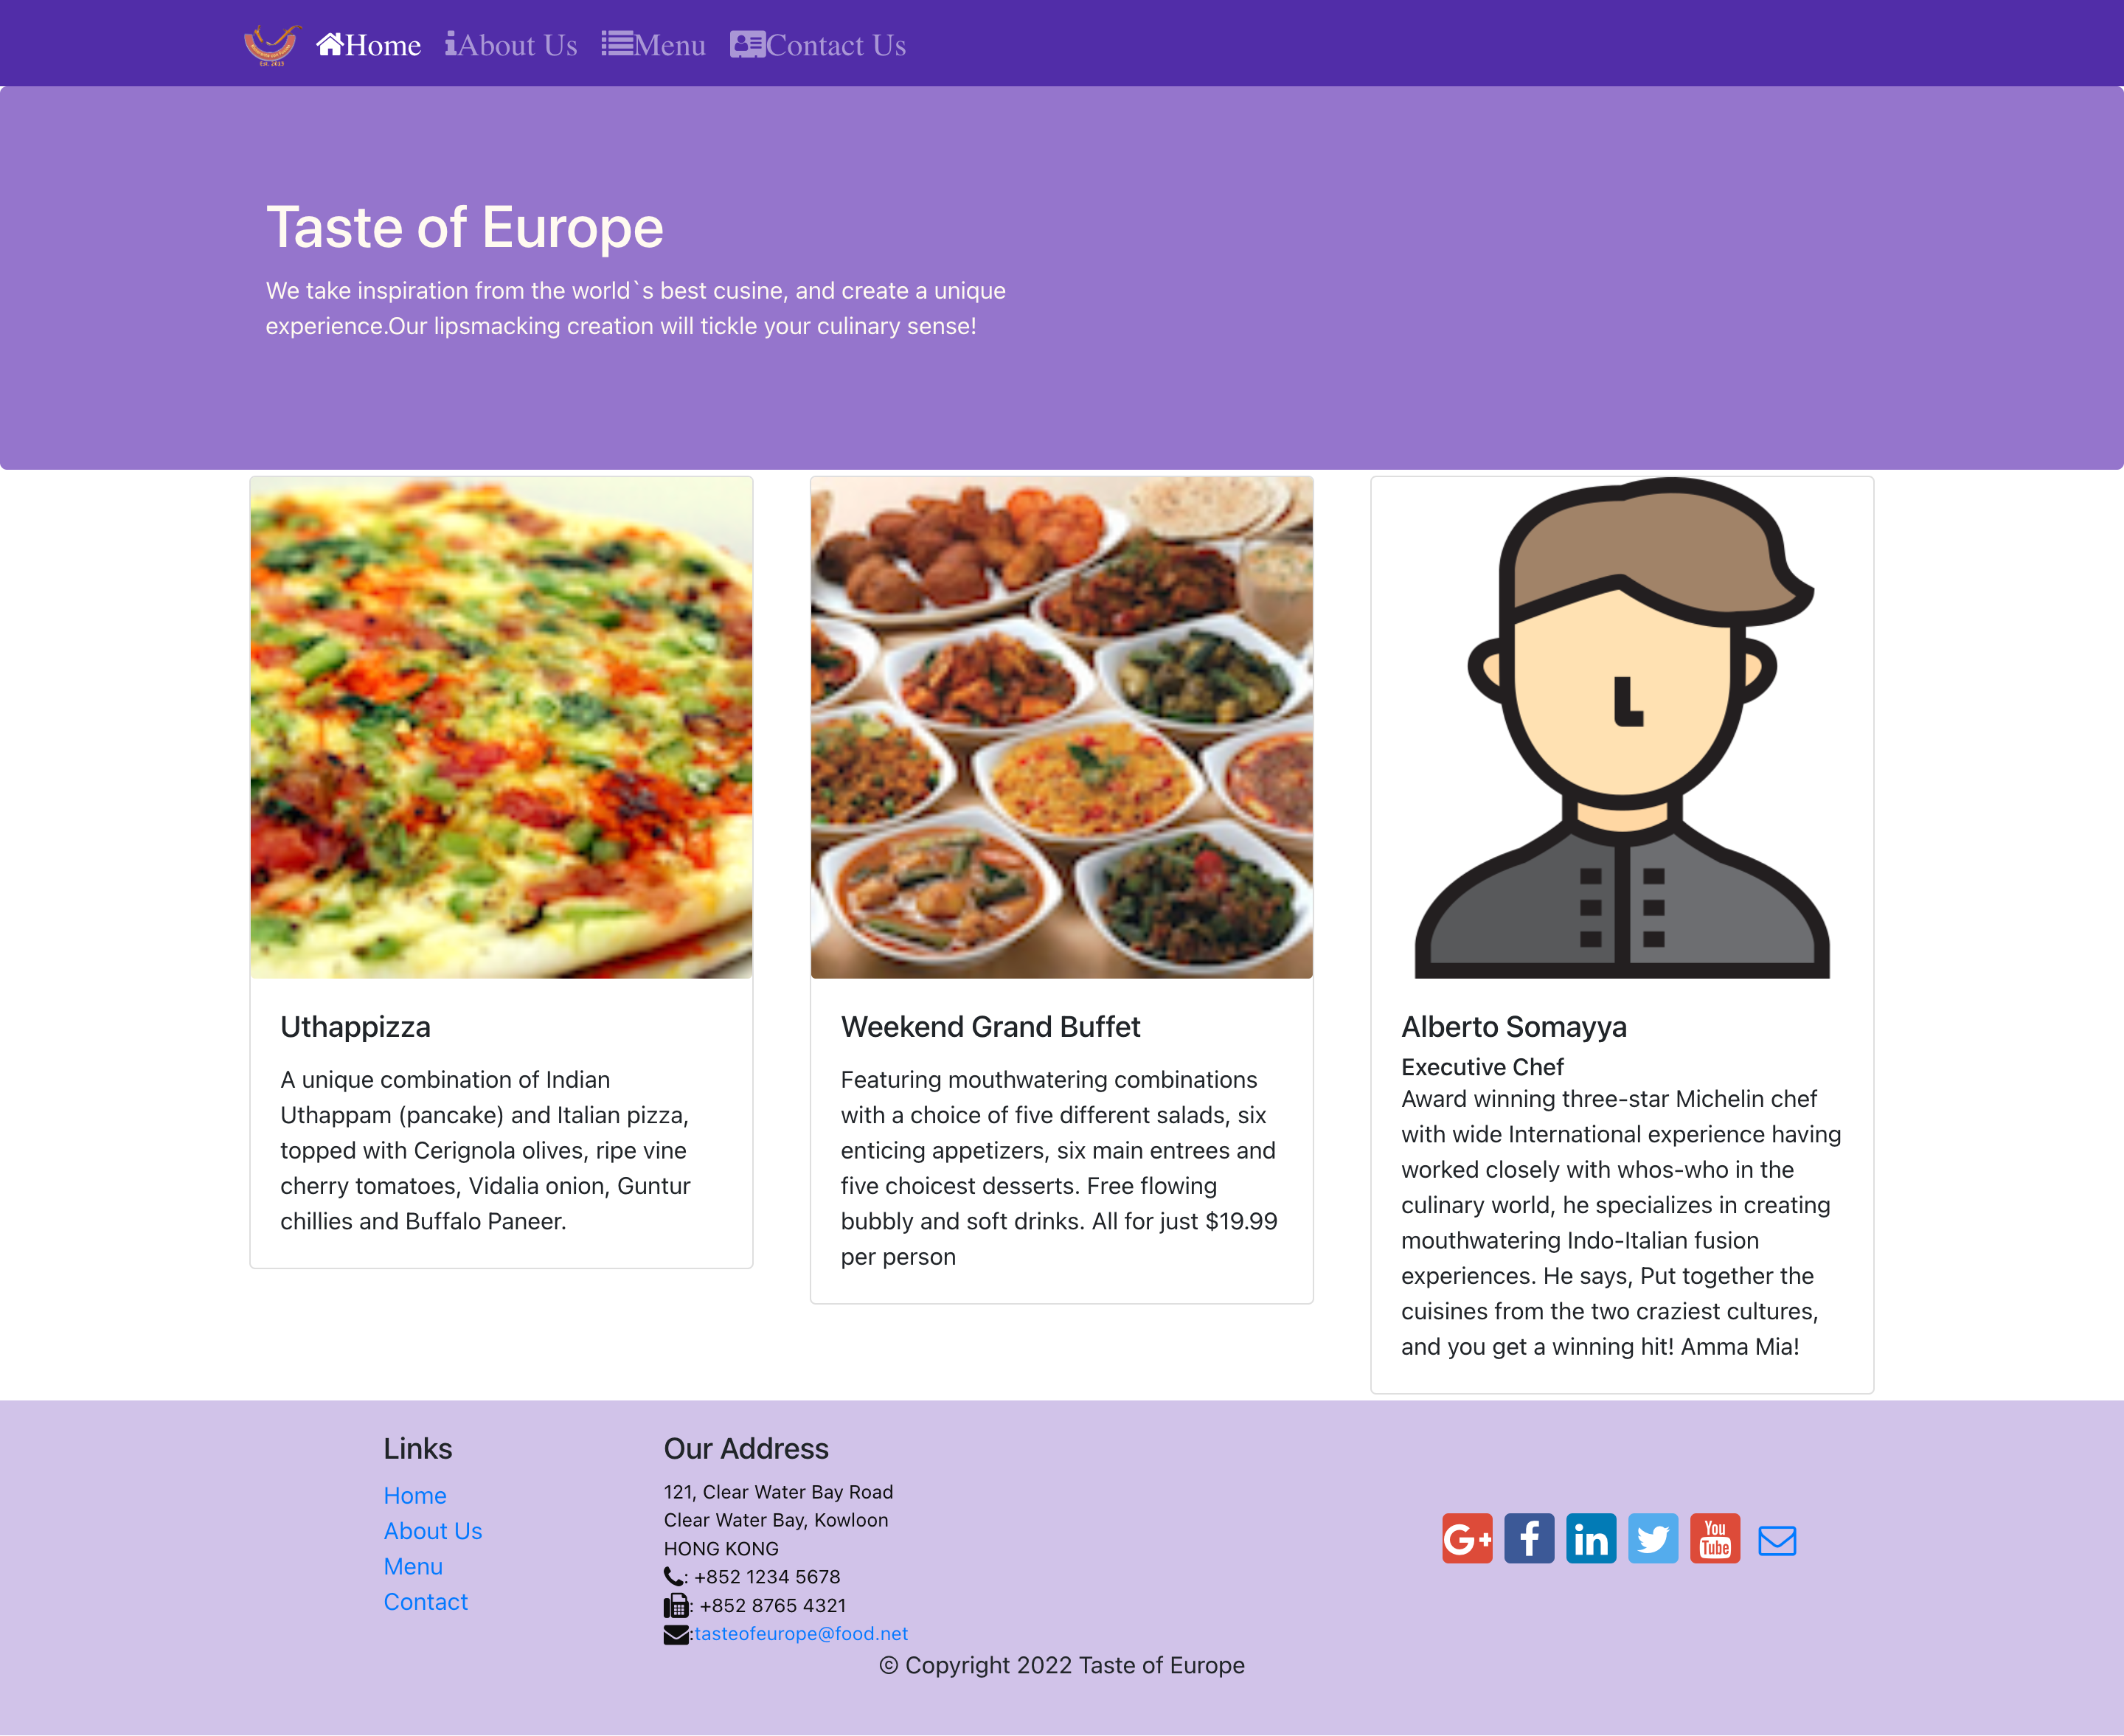 Home About Us Menu Contact Us
Taste of Europe
We take inspiration from the world`s best cusine, and create a unique
experience.Our lipsmacking creation will tickle your culinary sense!
Uthappizza
A unique combination of Indian
Uthappam (pancake) and Italian pizza,
topped with Cerignola olives, ripe vine
cherry tomatoes, Vidalia onion, Guntur
chillies and Buffalo Paneer.
Weekend Grand Buffet
Featuring mouthwatering combinations
with a choice of five different salads, six
enticing appetizers, six main entrees and
five choicest desserts. Free flowing
bubbly and soft drinks. All for just $19.99
per person
Alberto Somayya
Executive Chef
Award winning three-star Michelin chef
with wide International experience having
worked closely with whos-who in the
culinary world, he specializes in creating
mouthwatering Indo-Italian fusion
experiences. He says, Put together the
cuisines from the two craziest cultures,
and you get a winning hit! Amma Mia!
Links
Home
About Us
Menu
Contact
Our Address
121, Clear Water Bay Road
Clear Water Bay, Kowloon
HONG KONG
: +852 1234 5678
: +852 8765 4321
:tasteofeurope@food.net
G+ f in You Tube
© Copyright 2022 Taste of Europe